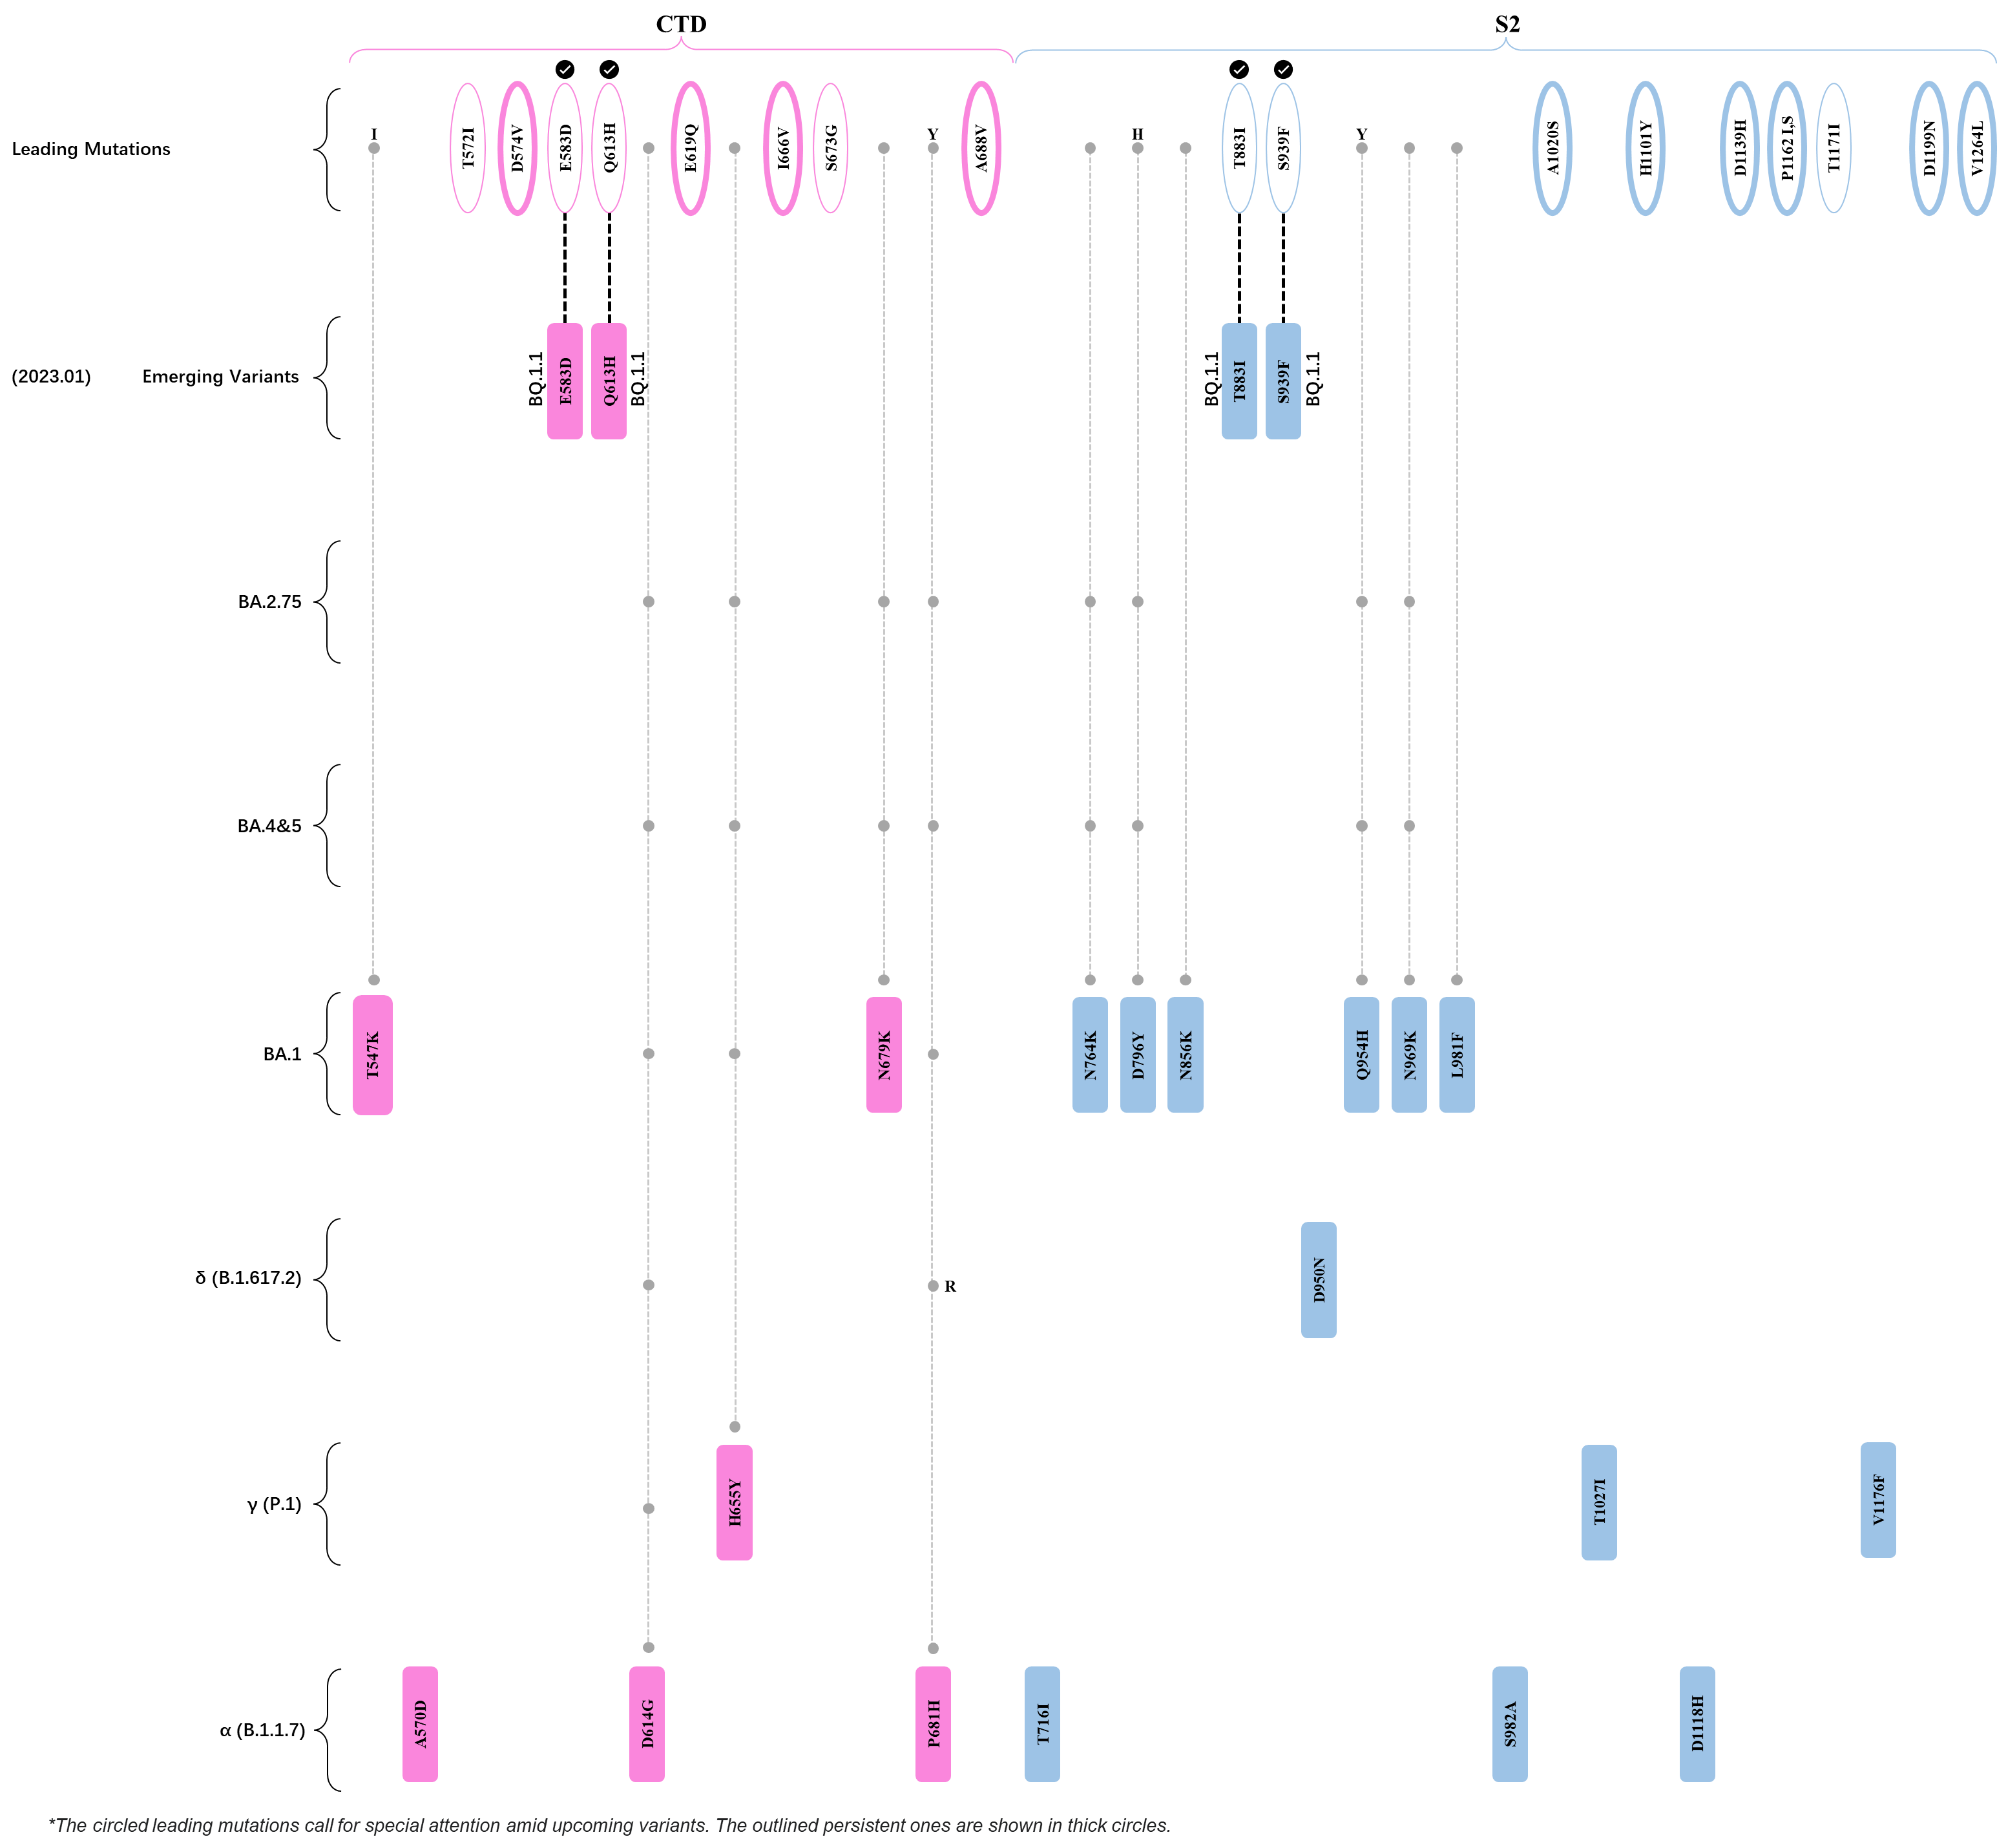 CTD
S2
Leading Mutations
I
T572I
D574V
E583D
Q613H
E619Q
I666V
S673G
Y
A688V
H
T883I
S939F
Y
A1020S
H1101Y
D1139H
P1162 L,S
T1171I
D1199N
V1264L
(2023.01) Emerging Variants
BQ.1.1
E583D
Q613H
BQ.1.1
BQ.1.1
T883I
S939F
BQ.1.1
BA.2.75
BA.4&5
BA.1
T547K
N679K
N764K
D796Y
N856K
Q954H
N969K
L981F
δ (B.1.617.2)
R
D950N
γ (P.1)
H655Y
T1027I
V1176F
α (B.1.1.7)
A570D
D614G
P681H
T716I
S982A
D1118H
*The circled leading mutations call for special attention amid upcoming variants. The outlined persistent ones are shown in thick circles.